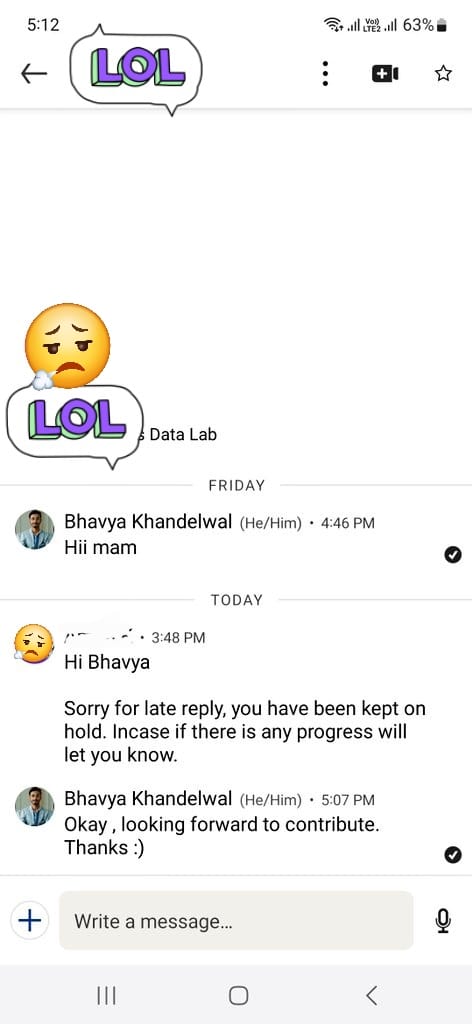 5:12
Vo)) LTE2 63%
LOL
LOL
s Data Lab
FRIDAY
Bhavya Khandelwal (He/Him) • 4:46 PM
Hii mam
TODAY
• 3:48 PM
Hi Bhavya
Sorry for late reply, you have been kept on
hold. Incase if there is any progress will
let you know.
Bhavya Khandelwal (He/Him) • 5:07 PM
Okay , looking forward to contribute.
Thanks :)
Write a message...